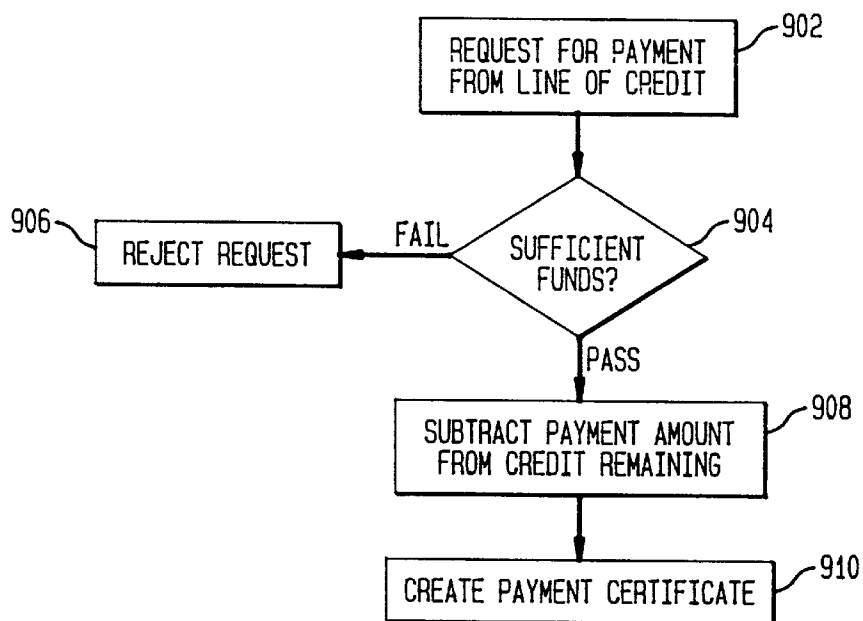 902
REQUEST FOR PAYMENT
FROM LINE OF CREDIT
904
SUFFICIENT
FUNDS?
FAIL
906
REJECT REQUEST
PASS
908
SUBTRACT PAYMENT AMOUNT
FROM CREDIT REMAINING
910
CREATE PAYMENT CERTIFICATE